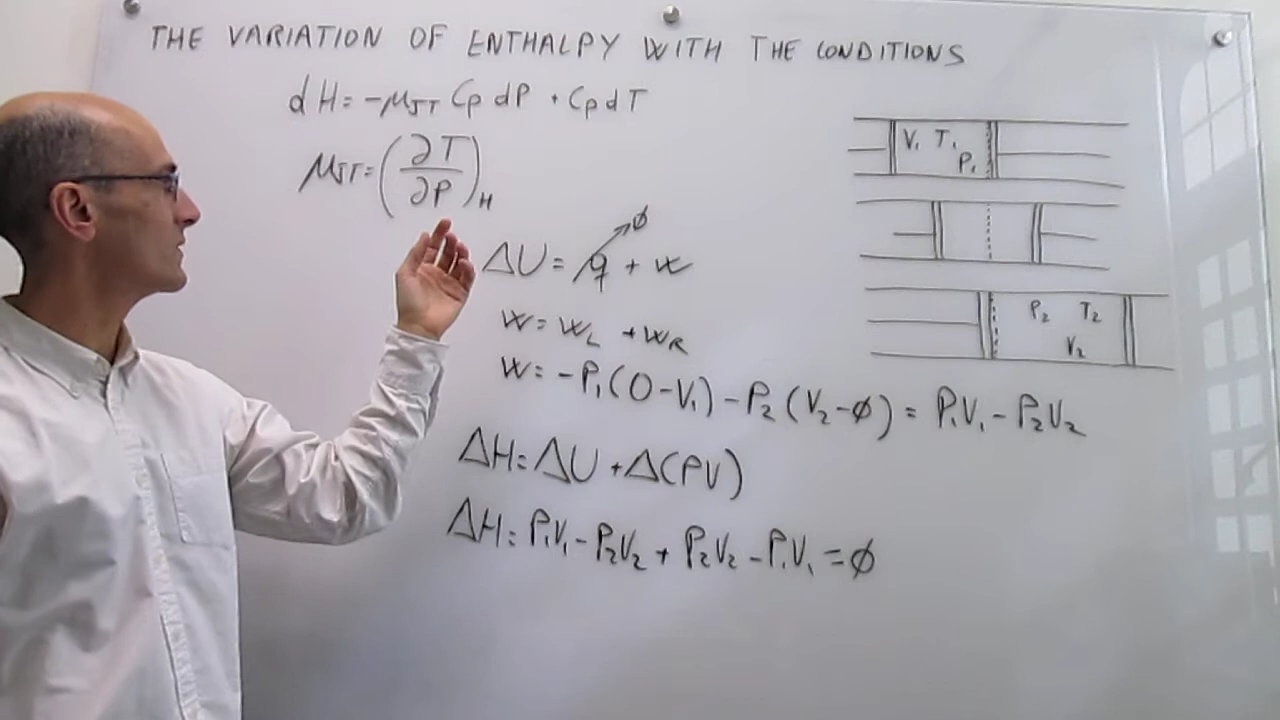 THE VARIATION OF ENTHALPY WITH THE CONDITIONS
dH = -μJT Cp dP + Cp dT
μJT = (∂T/∂P)H
ΔU = q↗ø + w
w = wL + wR
w = -P1(0-V1) - P2(V2-ø) = P1V1 - P2V2
ΔH = ΔU + Δ(PV)
ΔH = P1V1 - P2V2 + P2V2 - P1V1 = ø
V1 T1
P1
P2 T2
V2